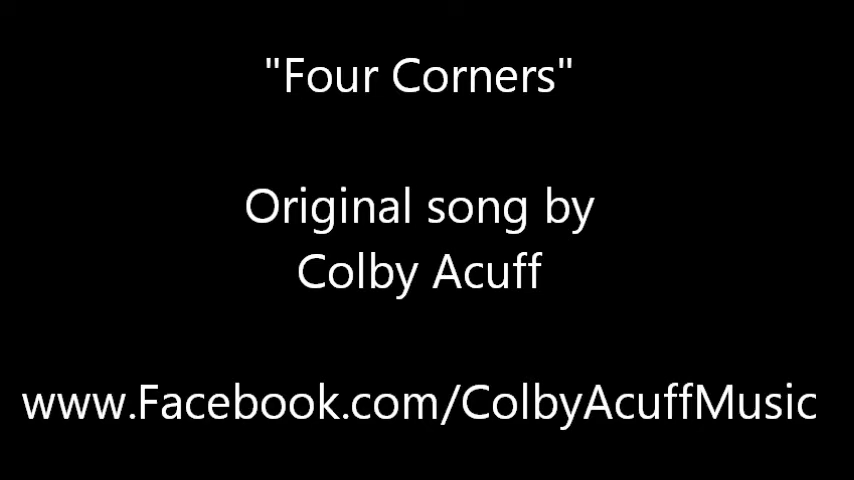 "Four Corners"
Original song by
Colby Acuff
www.Facebook.com/ColbyAcuffMusic